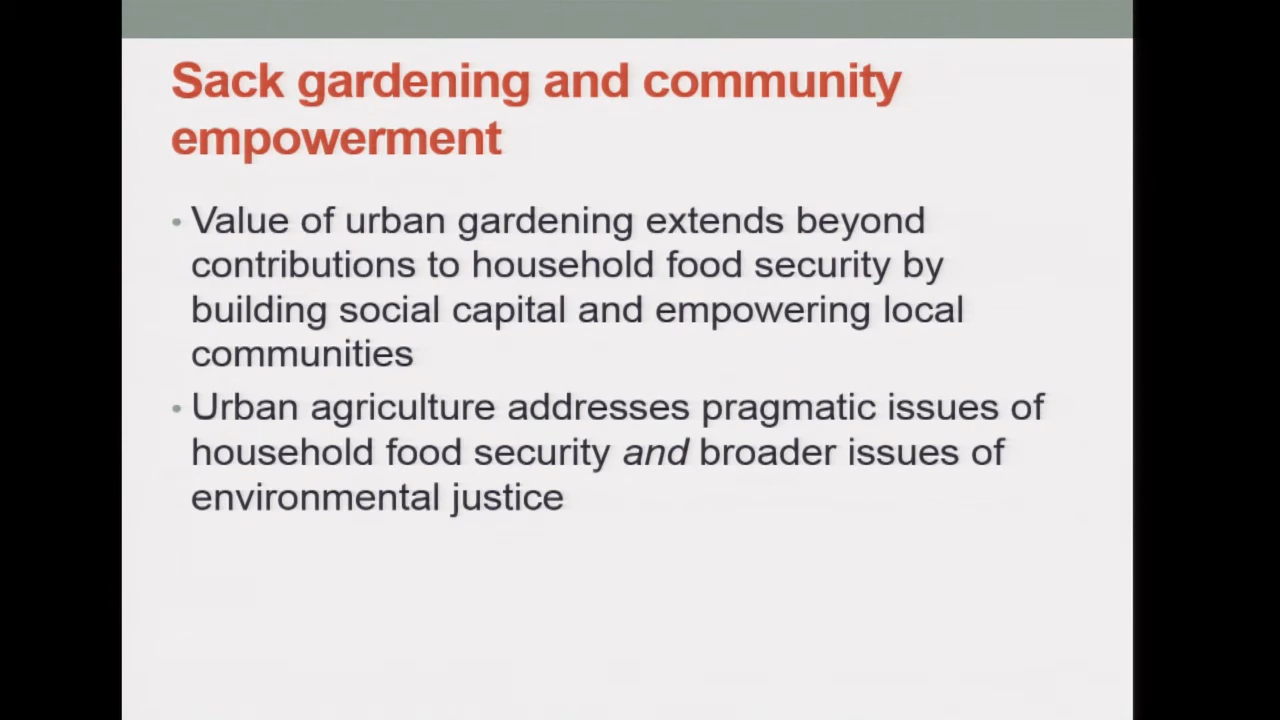 Sack gardening and community
empowerment
• Value of urban gardening extends beyond
contributions to household food security by
building social capital and empowering local
communities
• Urban agriculture addresses pragmatic issues of
household food security and broader issues of
environmental justice